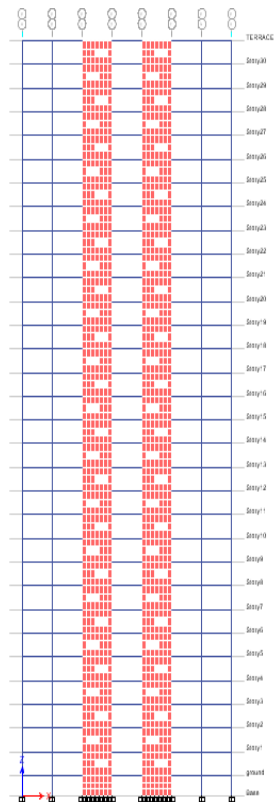 TERRACE
Story30
Story29
Story28
Story27
Story26
Story25
Story24
Story23
Story22
Story21
Story20
Story19
Story18
Story17
Story16
Story15
Story14
Story13
Story12
Story11
Story10
Story9
Story8
Story7
Story6
Story5
Story4
Story3
Story2
Story1
Z
ground
Y
Base